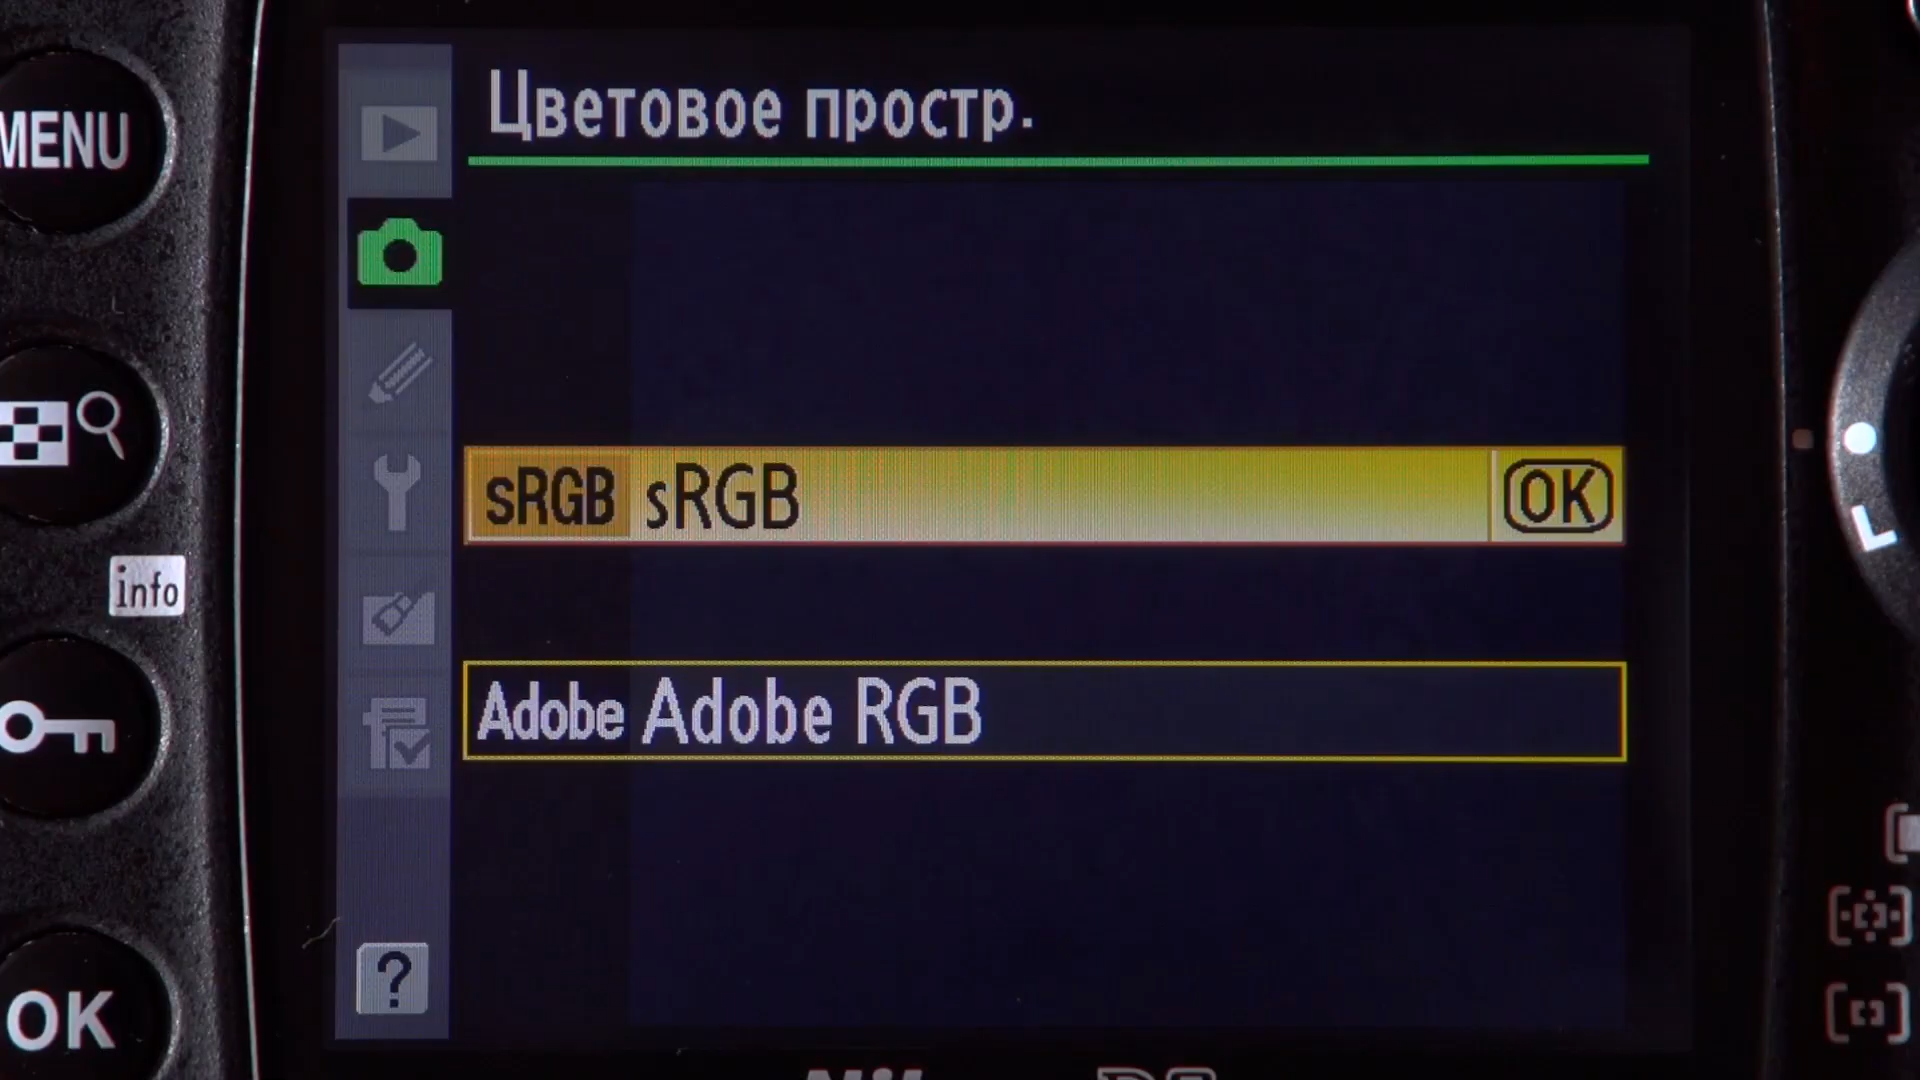 MENU
Цветовое простр.
sRGB sRGB OK
info
Adobe Adobe RGB
?
OK
L